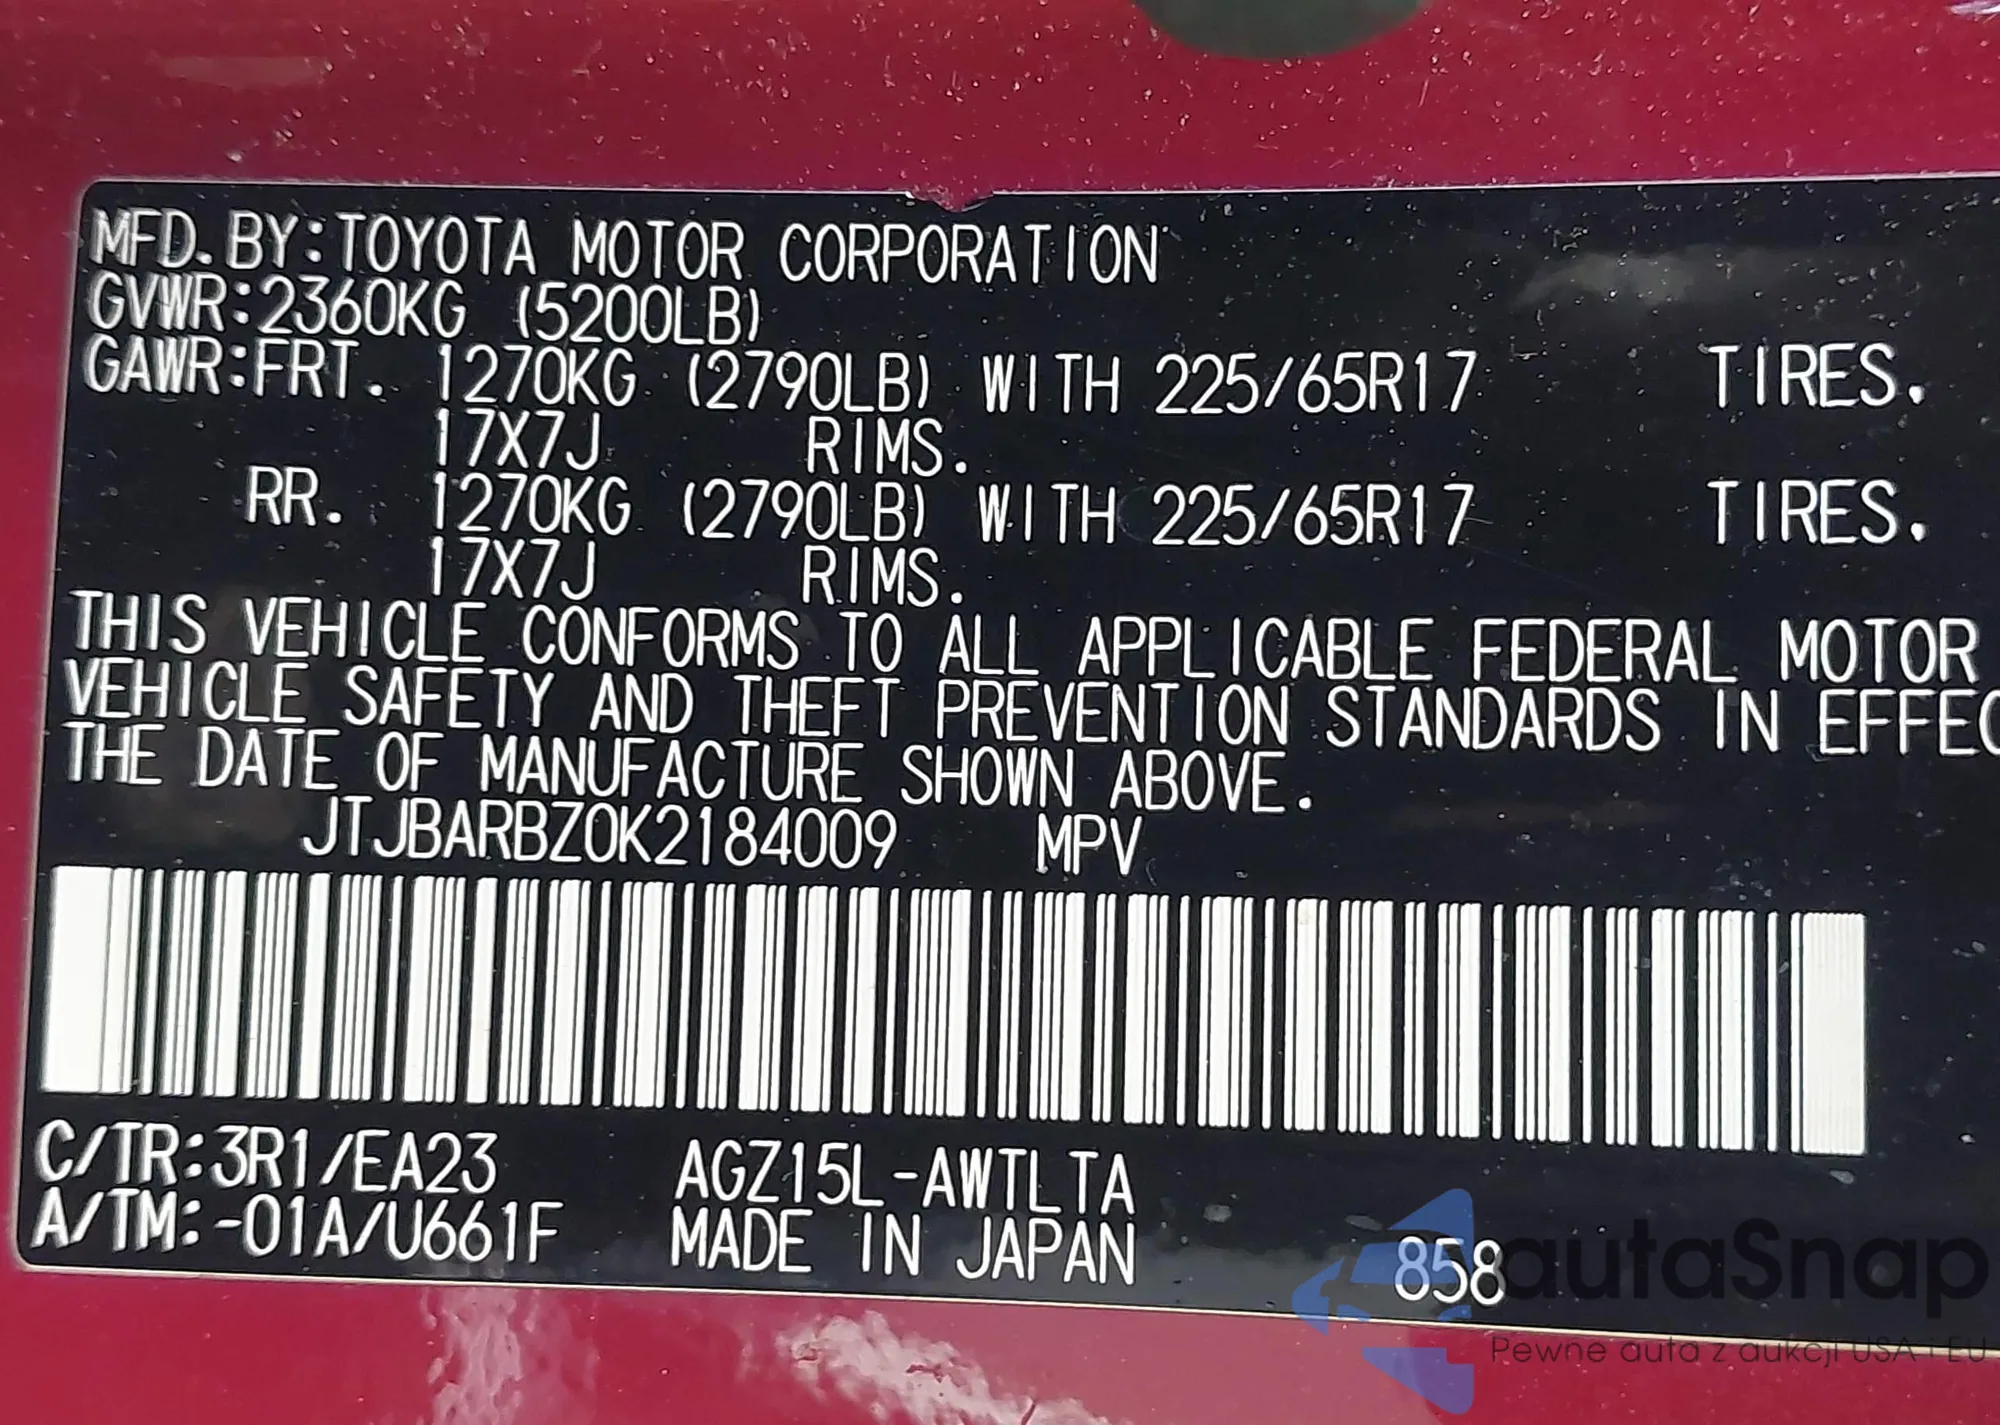 MFD.BY:TOYOTA MOTOR CORPORATION
GVWR:2360KG (5200LB)
GAWR:FRT. 1270KG (2790LB) WITH 225/65R17 TIRES.
17X7J RIMS.
RR. 1270KG (2790LB) WITH 225/65R17 TIRES.
17X7J RIMS.
THIS VEHICLE CONFORMS TO ALL APPLICABLE FEDERAL MOTOR
VEHICLE SAFETY AND THEFT PREVENTION STANDARDS IN EFFEC
THE DATE OF MANUFACTURE SHOWN ABOVE.
JTJBARBZ0K2184009 MPV
C/TR:3R1/EA23 AGZ15L-AWTLTA
A/TM:-01A/U661F MADE IN JAPAN 858
autaSnap
Pewne auta z aukcji USA i EU